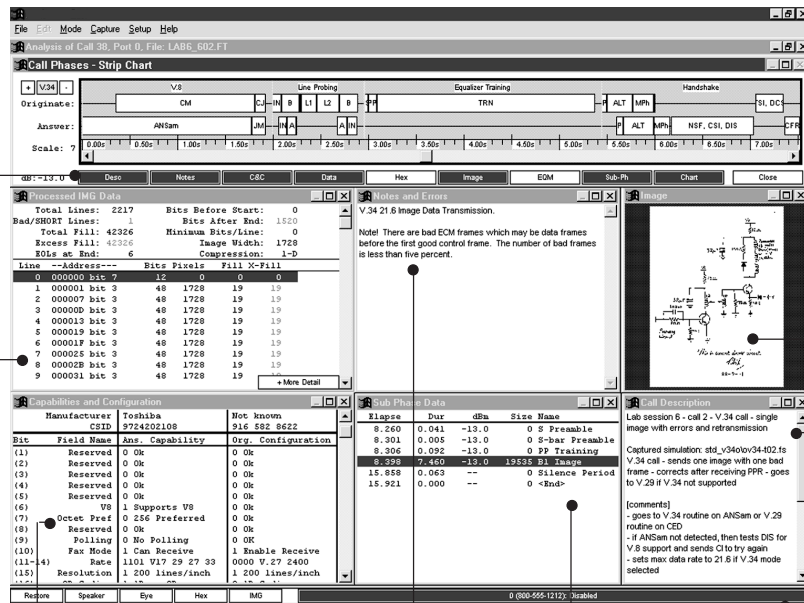 File Edit Mode Capture Setup Help
Analysis of Call 38, Port 0, File: LAB6_602.FT
Call Phases - Strip Chart
+ V.34 - V.8 Line Probing Equalizer Training Handshake
Originate: CM CJ IN B L1 L2 B S PP TRN P ALT MPh TSI, DCS
Answer: ANSam JM IN A A IN P ALT MPh NSF, CSI, DIS CFR
Scale: 7 0.00s 0.50s 1.00s 1.50s 2.00s 2.50s 3.00s 3.50s 4.00s 4.50s 5.00s 5.50s 6.00s 6.50s 7.00s
dB:-13.0 Desc Notes C&C Data Hex Image EQM Sub-Ph Chart Close
Processed IMG Data
Total Lines: 2217 Bits Before Start: 0
Bad/SHORT Lines: 1 Bits After End: 1520
Total Fill: 42326 Minimum Bits/Line: 0
Excess Fill: 42326 Image Width: 1728
EOLs at End: 6 Compression: 1-D
Line --Address--- Bits Pixels Fill X-Fill
0 000000 bit 7 12 0 0 0
1 000001 bit 3 48 1728 19 19
2 000007 bit 3 48 1728 19 19
3 00000D bit 3 48 1728 19 19
4 000013 bit 3 48 1728 19 19
5 000019 bit 3 48 1728 19 19
6 00001F bit 3 48 1728 19 19
7 000025 bit 3 48 1728 19 19
8 00002B bit 3 48 1728 19 19
9 000031 bit 3 48 1728 19 19
+ More Detail
Notes and Errors
V.34 21.6 Image Data Transmission.
Note! There are bad ECM frames which may be data frames
before the first good control frame. The number of bad frames
is less than five percent.
Image
Capabilities and Configuration
Manufacturer Toshiba Not known
CSID 9724202108 916 582 8622
Bit Field Name Ans. Capability Org. Configuration
(1) Reserved 0 Ok 0 Ok
(2) Reserved 0 Ok 0 Ok
(3) Reserved 0 Ok 0 Ok
(4) Reserved 0 Ok 0 Ok
(5) Reserved 0 Ok 0 Ok
(6) V8 1 Supports V8 0 Ok
(7) Octet Pref 0 256 Preferred 0 Ok
(8) Reserved 0 Ok 0 Ok
(9) Polling 0 No Polling 0 OK
(10) Fax Mode 1 Can Receive 1 Enable Receive
(11-14) Rate 1101 V17 29 27 33 0000 V.27 2400
(15) Resolution 1 200 lines/inch 1 200 lines/inch
Sub Phase Data
Elapse Dur dBm Size Name
8.260 0.041 -13.0 0 S Preamble
8.301 0.005 -13.0 0 S-bar Preamble
8.306 0.092 -13.0 0 PP Training
8.398 7.460 -13.0 19535 B1 Image
15.858 0.063 -- 0 Silence Period
15.921 0.000 -- 0 <End>
Call Description
Lab session 6 - call 2 - V.34 call - single
image with errors and retransmission
Captured simulation: std_v34o\ov34-t02.fs
V.34 call - sends one image with one bad
frame - corrects after receiving PPR - goes
to V.29 if V.34 not supported
[comments]
- goes to V.34 routine on ANSam or V.29
routine on CED
- if ANSam not detected, then tests DIS for
V.8 support and sends CI to try again
- sets max data rate to 21.6 if V.34 mode
selected
Restore Speaker Eye Hex IMG 0 (800-555-1212): Disabled